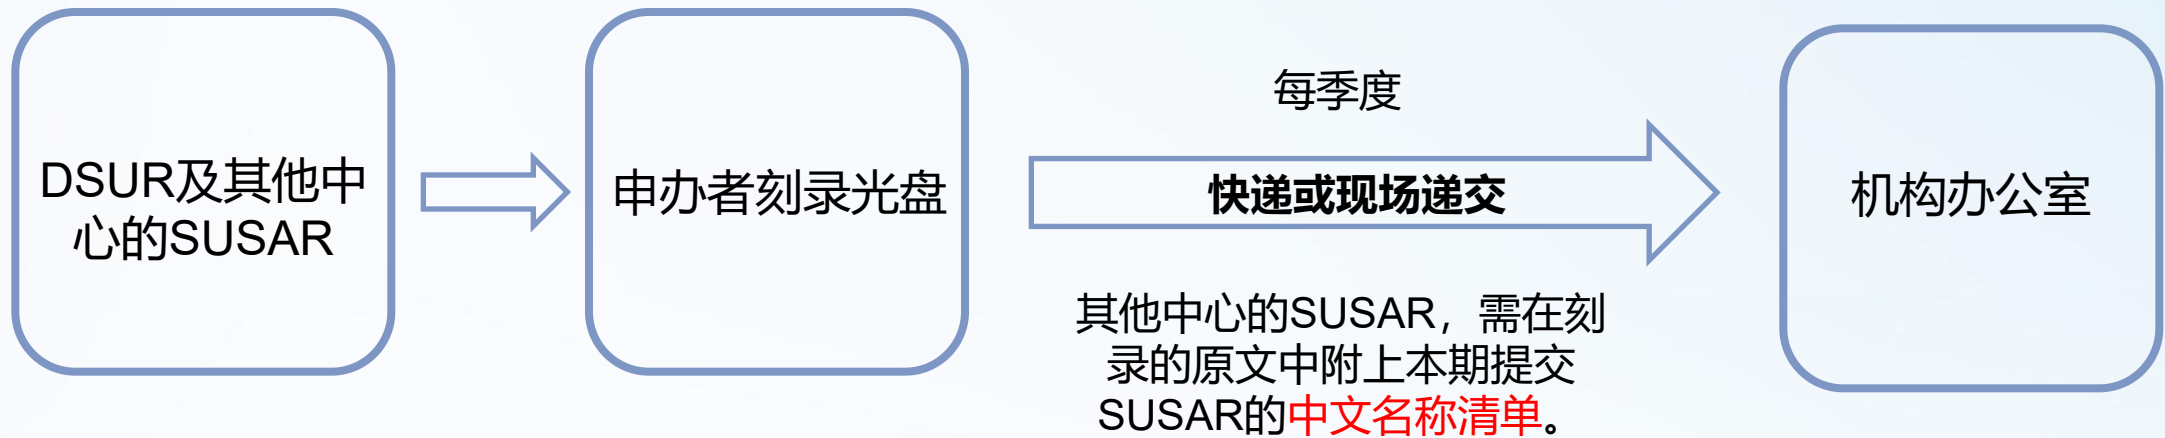 DSUR及其他中
心的SUSAR
申办者刻录光盘
每季度
快递或现场递交
其他中心的SUSAR，需在刻
录的原文中附上本期提交
SUSAR的中文名称清单。
机构办公室